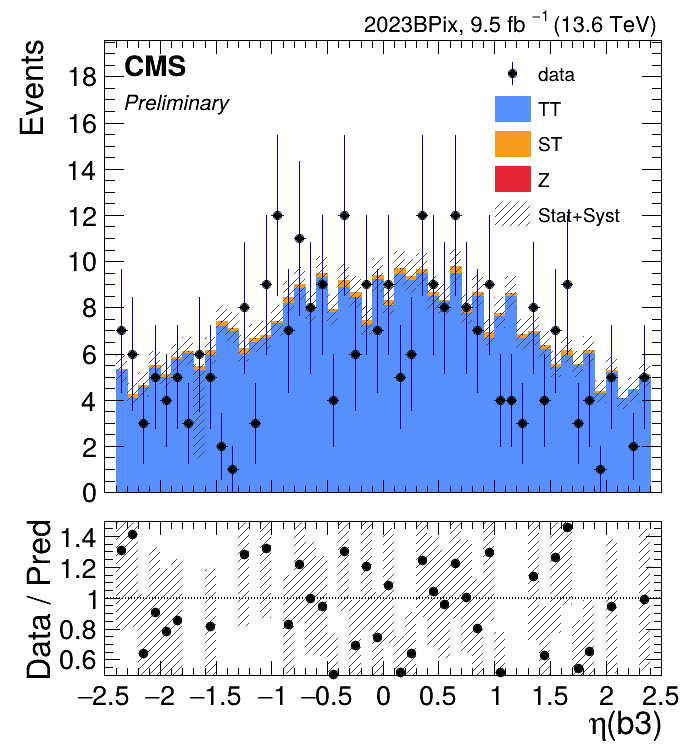 2023BPix, 9.5 fb⁻¹ (13.6 TeV)
Events
CMS
Preliminary
data
TT
ST
Z
Stat+Syst
18
16
14
12
10
8
6
4
2
0
Data / Pred
1.4
1.2
1
0.8
0.6
−2.5 −2 −1.5 −1 −0.5 0 0.5 1 1.5 2 2.5
η(b3)